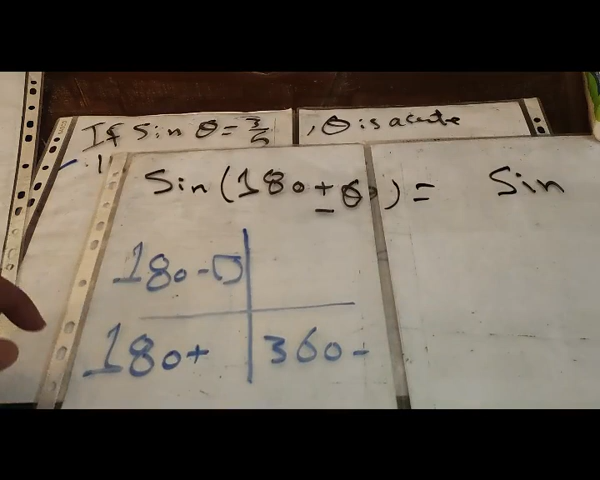 If Sin θ = 3/5 , θ is acute
Sin (180 ± θ) = Sin
180 -
180 + 360 -